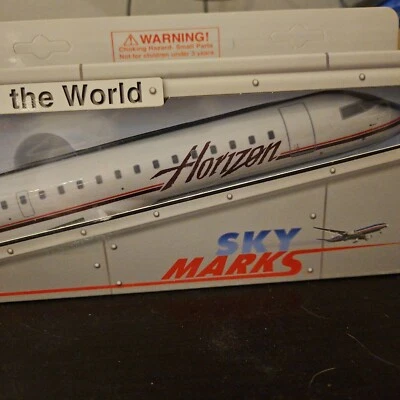 WARNING!
Choking Hazard. Small Parts
Not for children under 3 years
the World
Horizon
SKY
MARKS